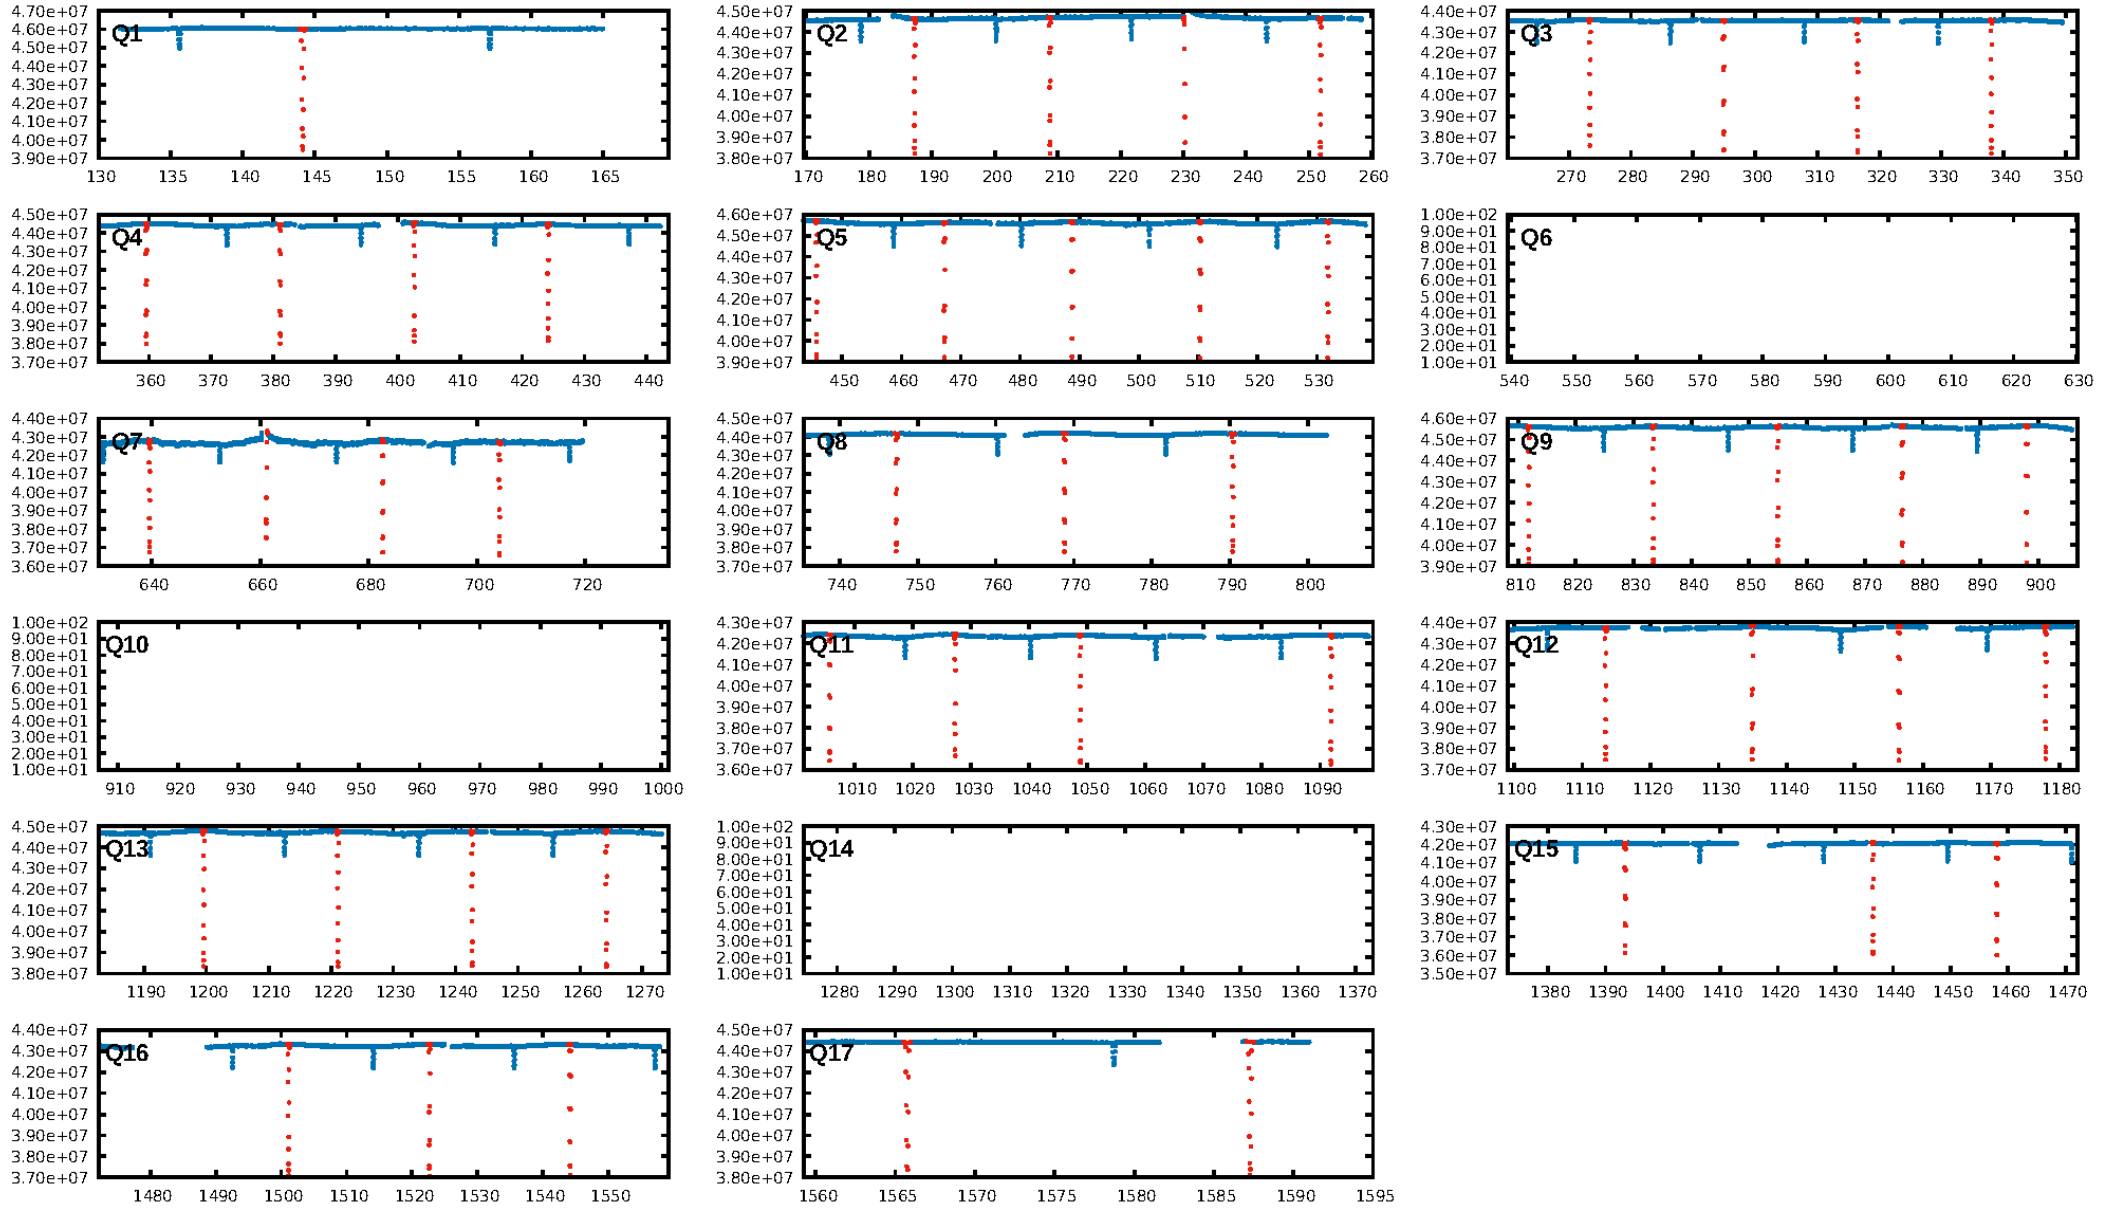 4.70e+07
4.60e+07
4.50e+07
4.40e+07
4.30e+07
4.20e+07
4.10e+07
4.00e+07
3.90e+07
Q1
130 135 140 145 150 155 160 165
4.50e+07
4.40e+07
4.30e+07
4.20e+07
4.10e+07
4.00e+07
3.90e+07
3.80e+07
Q2
170 180 190 200 210 220 230 240 250 260
4.40e+07
4.30e+07
4.20e+07
4.10e+07
4.00e+07
3.90e+07
3.80e+07
3.70e+07
Q3
270 280 290 300 310 320 330 340 350
4.50e+07
4.40e+07
4.30e+07
4.20e+07
4.10e+07
4.00e+07
3.90e+07
3.80e+07
3.70e+07
Q4
360 370 380 390 400 410 420 430 440
4.60e+07
4.50e+07
4.40e+07
4.30e+07
4.20e+07
4.10e+07
4.00e+07
3.90e+07
Q5
450 460 470 480 490 500 510 520 530
1.00e+02
9.00e+01
8.00e+01
7.00e+01
6.00e+01
5.00e+01
4.00e+01
3.00e+01
2.00e+01
1.00e+01
Q6
540 550 560 570 580 590 600 610 620 630
4.40e+07
4.30e+07
4.20e+07
4.10e+07
4.00e+07
3.90e+07
3.80e+07
3.70e+07
3.60e+07
Q7
640 660 680 700 720
4.50e+07
4.40e+07
4.30e+07
4.20e+07
4.10e+07
4.00e+07
3.90e+07
3.80e+07
3.70e+07
Q8
740 750 760 770 780 790 800
4.60e+07
4.50e+07
4.40e+07
4.30e+07
4.20e+07
4.10e+07
4.00e+07
3.90e+07
Q9
810 820 830 840 850 860 870 880 890 900
1.00e+02
9.00e+01
8.00e+01
7.00e+01
6.00e+01
5.00e+01
4.00e+01
3.00e+01
2.00e+01
1.00e+01
Q10
910 920 930 940 950 960 970 980 990 1000
4.30e+07
4.20e+07
4.10e+07
4.00e+07
3.90e+07
3.80e+07
3.70e+07
3.60e+07
Q11
1010 1020 1030 1040 1050 1060 1070 1080 1090
4.40e+07
4.30e+07
4.20e+07
4.10e+07
4.00e+07
3.90e+07
3.80e+07
3.70e+07
Q12
1100 1110 1120 1130 1140 1150 1160 1170 1180
4.50e+07
4.40e+07
4.30e+07
4.20e+07
4.10e+07
4.00e+07
3.90e+07
3.80e+07
Q13
1190 1200 1210 1220 1230 1240 1250 1260 1270
1.00e+02
9.00e+01
8.00e+01
7.00e+01
6.00e+01
5.00e+01
4.00e+01
3.00e+01
2.00e+01
1.00e+01
Q14
1280 1290 1300 1310 1320 1330 1340 1350 1360 1370
4.30e+07
4.20e+07
4.10e+07
4.00e+07
3.90e+07
3.80e+07
3.70e+07
3.60e+07
3.50e+07
Q15
1380 1390 1400 1410 1420 1430 1440 1450 1460 1470
4.40e+07
4.30e+07
4.20e+07
4.10e+07
4.00e+07
3.90e+07
3.80e+07
3.70e+07
Q16
1480 1490 1500 1510 1520 1530 1540 1550
4.50e+07
4.40e+07
4.30e+07
4.20e+07
4.10e+07
4.00e+07
3.90e+07
3.80e+07
Q17
1560 1565 1570 1575 1580 1585 1590 1595